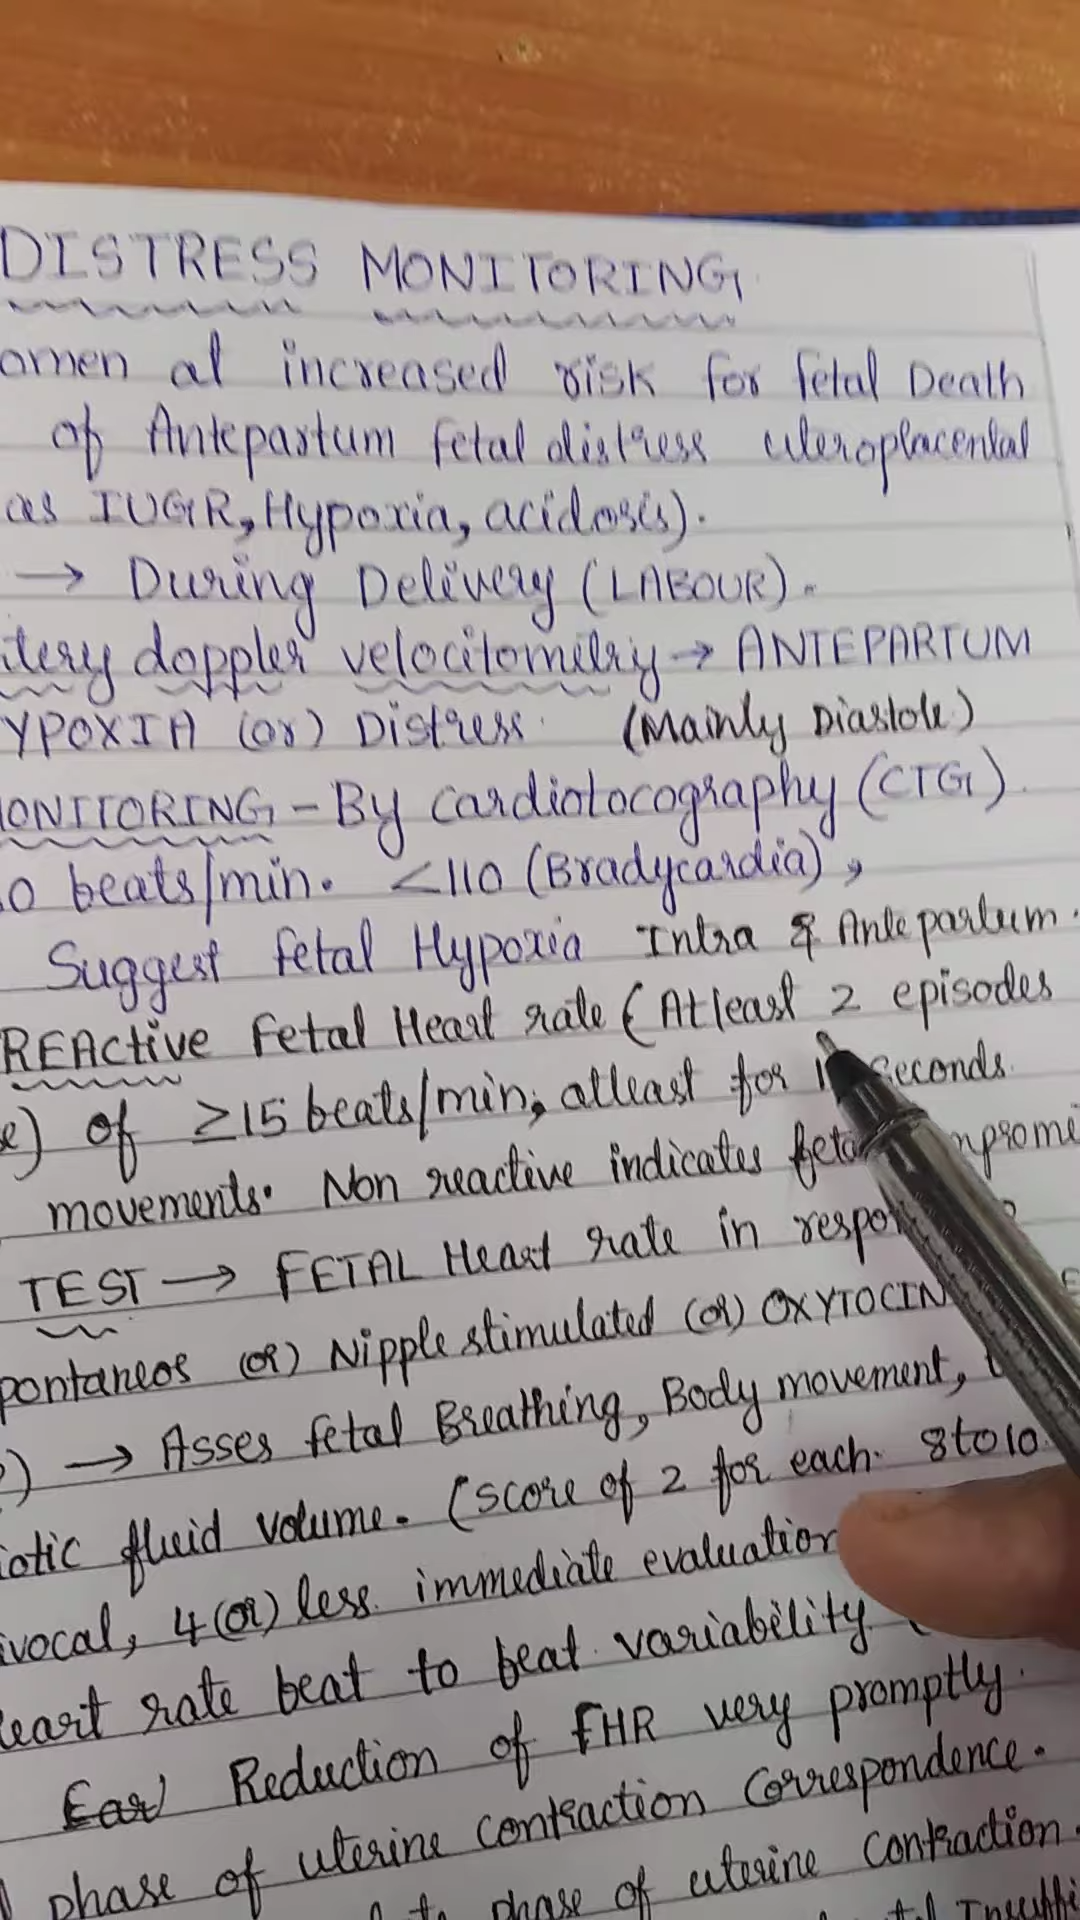 DISTRESS MONITORING
omen at increased risk for fetal Death
of Antepartum fetal distress uteroplacental
as IUGR, Hypoxia, acidosis).
→ During Delivery (LABOUR).
tery doppler velocitometry → ANTEPARTUM
YPOXIA (or) Distress. (Mainly Diastole)
ONITORING - By Cardiotocography (CTG).
0 beats/min. <110 (Bradycardia),
Suggest fetal Hypoxia Intra & Antepartum.
REActive Fetal Heart rate (Atleast 2 episodes
e) of ≥15 beats/min, atleast for seconds.
movements. Non reactive indicates
TEST → FETAL Heart rate in
pontaneos (or) Nipple stimulated (or) OXYTOCIN
) → Asses fetal Breathing, Body movement,
iotic fluid volume. (score of 2 for each. 8to10
ivocal, 4 (or) less. immediate evaluation
eart rate beat to beat variability
Reduction of FHR very promptly.
phase of uterine contraction Correspondence.
phase of uterine contraction.